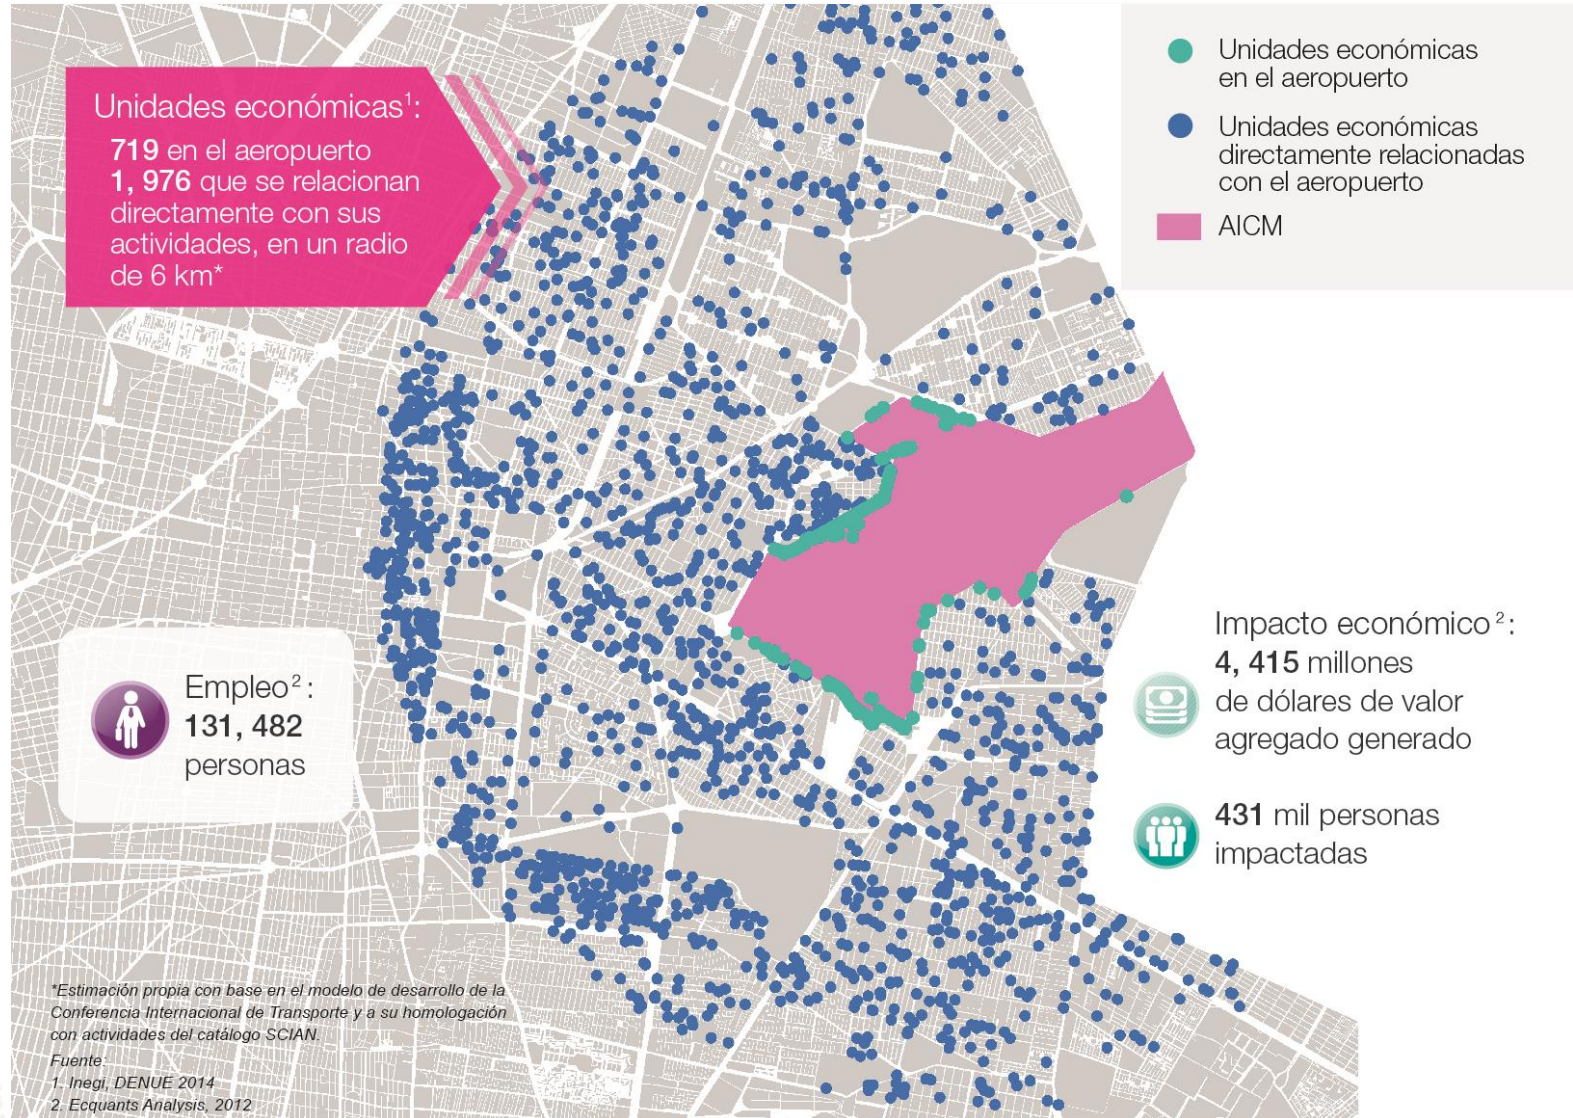 Unidades económicas¹:
719 en el aeropuerto
1, 976 que se relacionan
directamente con sus
actividades, en un radio
de 6 km*
Unidades económicas
en el aeropuerto
Unidades económicas
directamente relacionadas
con el aeropuerto
AICM
Empleo²:
131, 482
personas
Impacto económico²:
4, 415 millones
de dólares de valor
agregado generado
431 mil personas
impactadas
*Estimación propia con base en el modelo de desarrollo de la
Conferencia Internacional de Transporte y a su homologación
con actividades del catálogo SCIAN.
Fuente:
1. Inegi, DENUE 2014
2. Ecquants Analysis, 2012